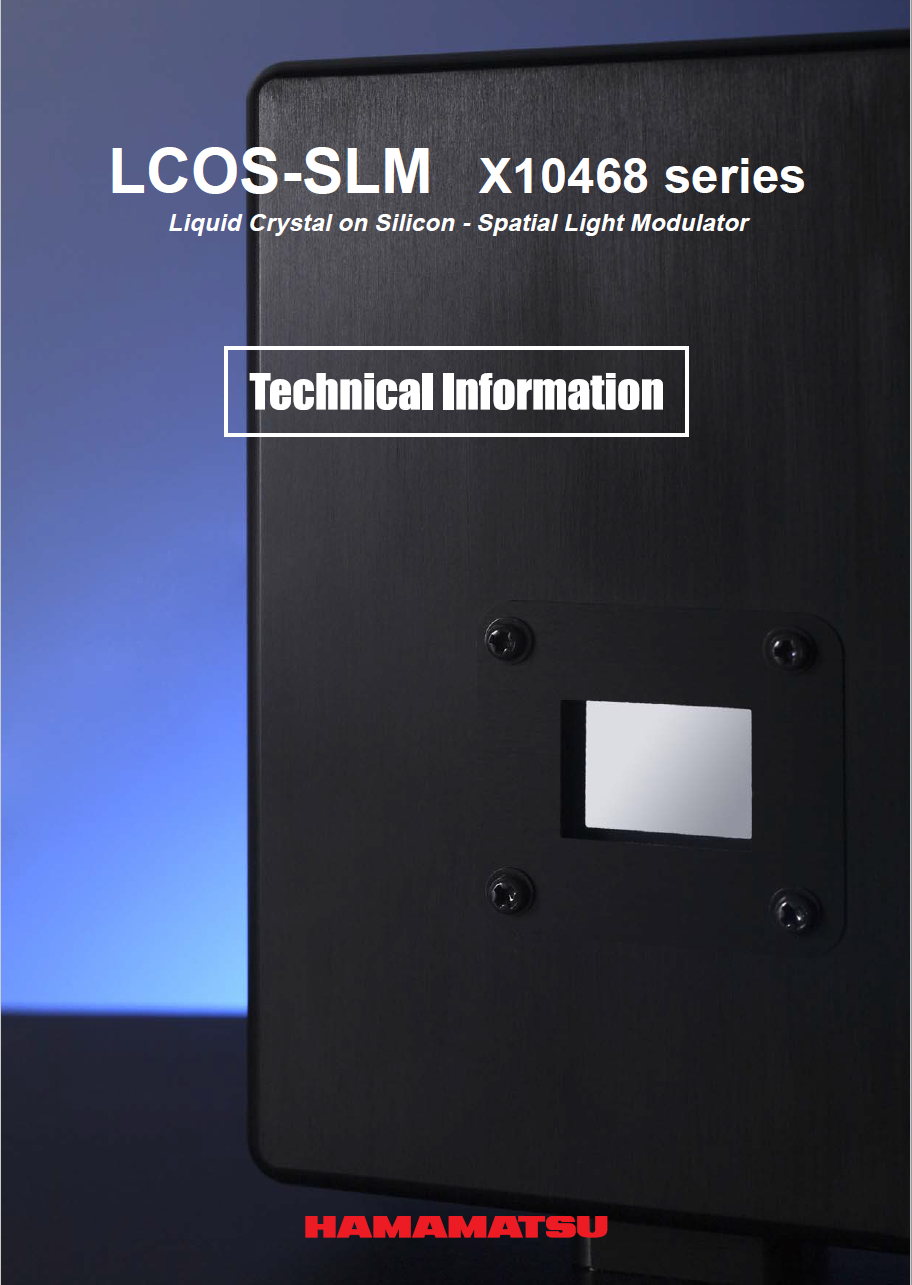 LCOS-SLM X10468 series
Liquid Crystal on Silicon - Spatial Light Modulator
Technical Information
HAMAMATSU